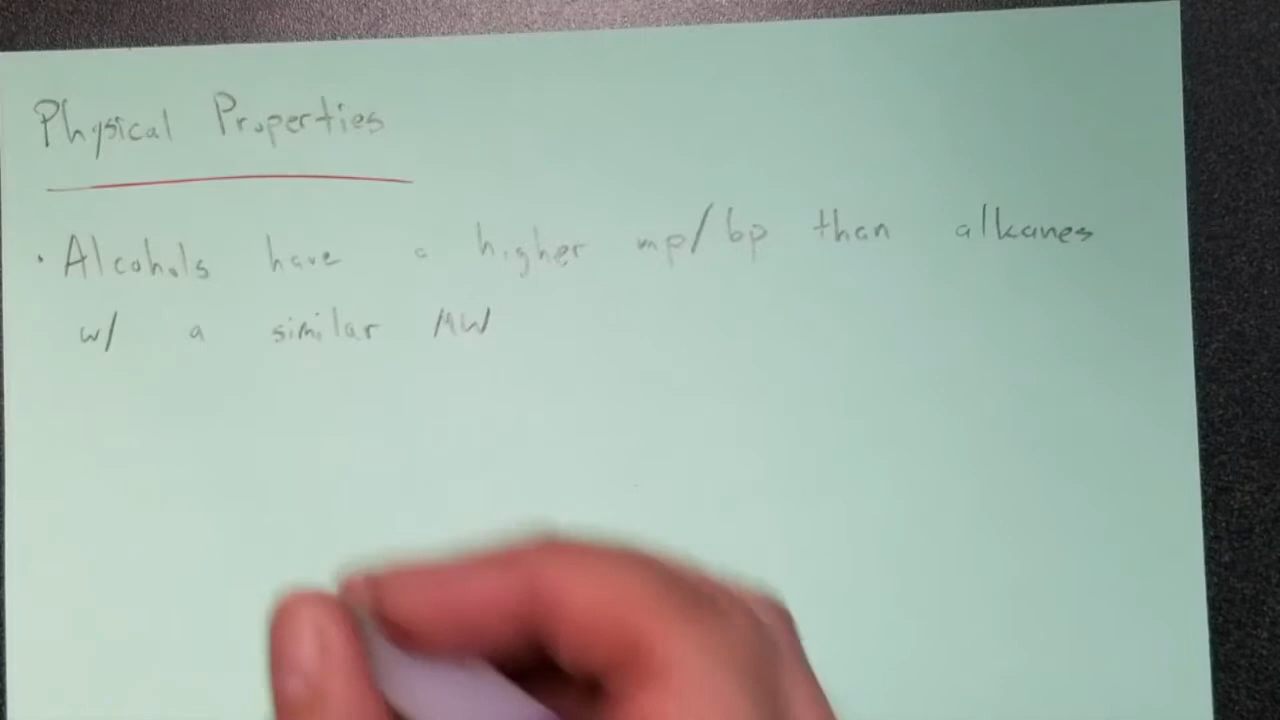 Physical Properties
• Alcohols have a higher mp/bp than alkanes
w/ a similar MW